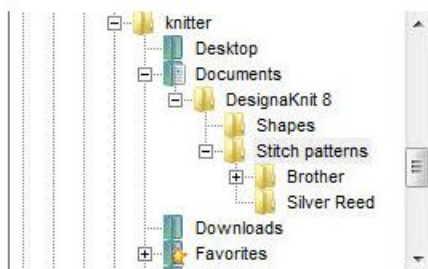 knitter
Desktop
Documents
DesignaKnit 8
Shapes
Stitch patterns
Brother
Silver Reed
Downloads
Favorites